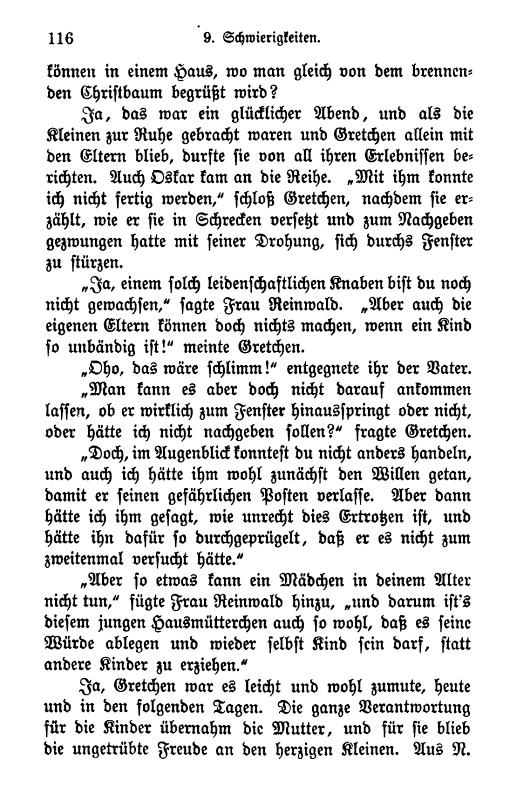 116 9. Schwierigkeiten.
können in einem Haus, wo man gleich von dem brennen-
den Christbaum begrüßt wird?
Ja, das war ein glücklicher Abend, und als die
Kleinen zur Ruhe gebracht waren und Gretchen allein mit
den Eltern blieb, durfte sie von all ihren Erlebnissen be-
richten. Auch Oskar kam an die Reihe. „Mit ihm konnte
ich nicht fertig werden,“ schloß Gretchen, nachdem sie er-
zählt, wie er sie in Schrecken versetzt und zum Nachgeben
gezwungen hatte mit seiner Drohung, sich durchs Fenster
zu stürzen.
„Ja, einem solch leidenschaftlichen Knaben bist du noch
nicht gewachsen,“ sagte Frau Reinwald. „Aber auch die
eigenen Eltern können doch nichts machen, wenn ein Kind
so unbändig ist!“ meinte Gretchen.
„Oho, das wäre schlimm!“ entgegnete ihr der Vater.
„Man kann es aber doch nicht darauf ankommen
lassen, ob er wirklich zum Fenster hinausspringt oder nicht,
oder hätte ich nicht nachgeben sollen?“ fragte Gretchen.
„Doch, im Augenblick konntest du nicht anders handeln,
und auch ich hätte ihm wohl zunächst den Willen getan,
damit er seinen gefährlichen Posten verlasse. Aber dann
hätte ich ihm gesagt, wie unrecht dies Ertrotzen ist, und
hätte ihn dafür so durchgeprügelt, daß er es nicht zum
zweitenmal versucht hätte.“
„Aber so etwas kann ein Mädchen in deinem Alter
nicht tun,“ fügte Frau Reinwald hinzu, „und darum ist's
diesem jungen Hausmütterchen auch so wohl, daß es seine
Würde ablegen und wieder selbst Kind sein darf, statt
andere Kinder zu erziehen.“
Ja, Gretchen war es leicht und wohl zumute, heute
und in den folgenden Tagen. Die ganze Verantwortung
für die Kinder übernahm die Mutter, und für sie blieb
die ungetrübte Freude an den herzigen Kleinen. Aus N.